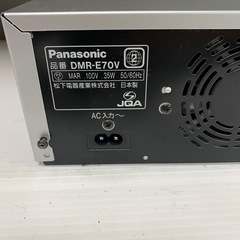 Panasonic
品番 DMR-E70V
MAR 100V 35W 50/60Hz
松下電器産業株式会社 日本製
JQA
AC入力〜